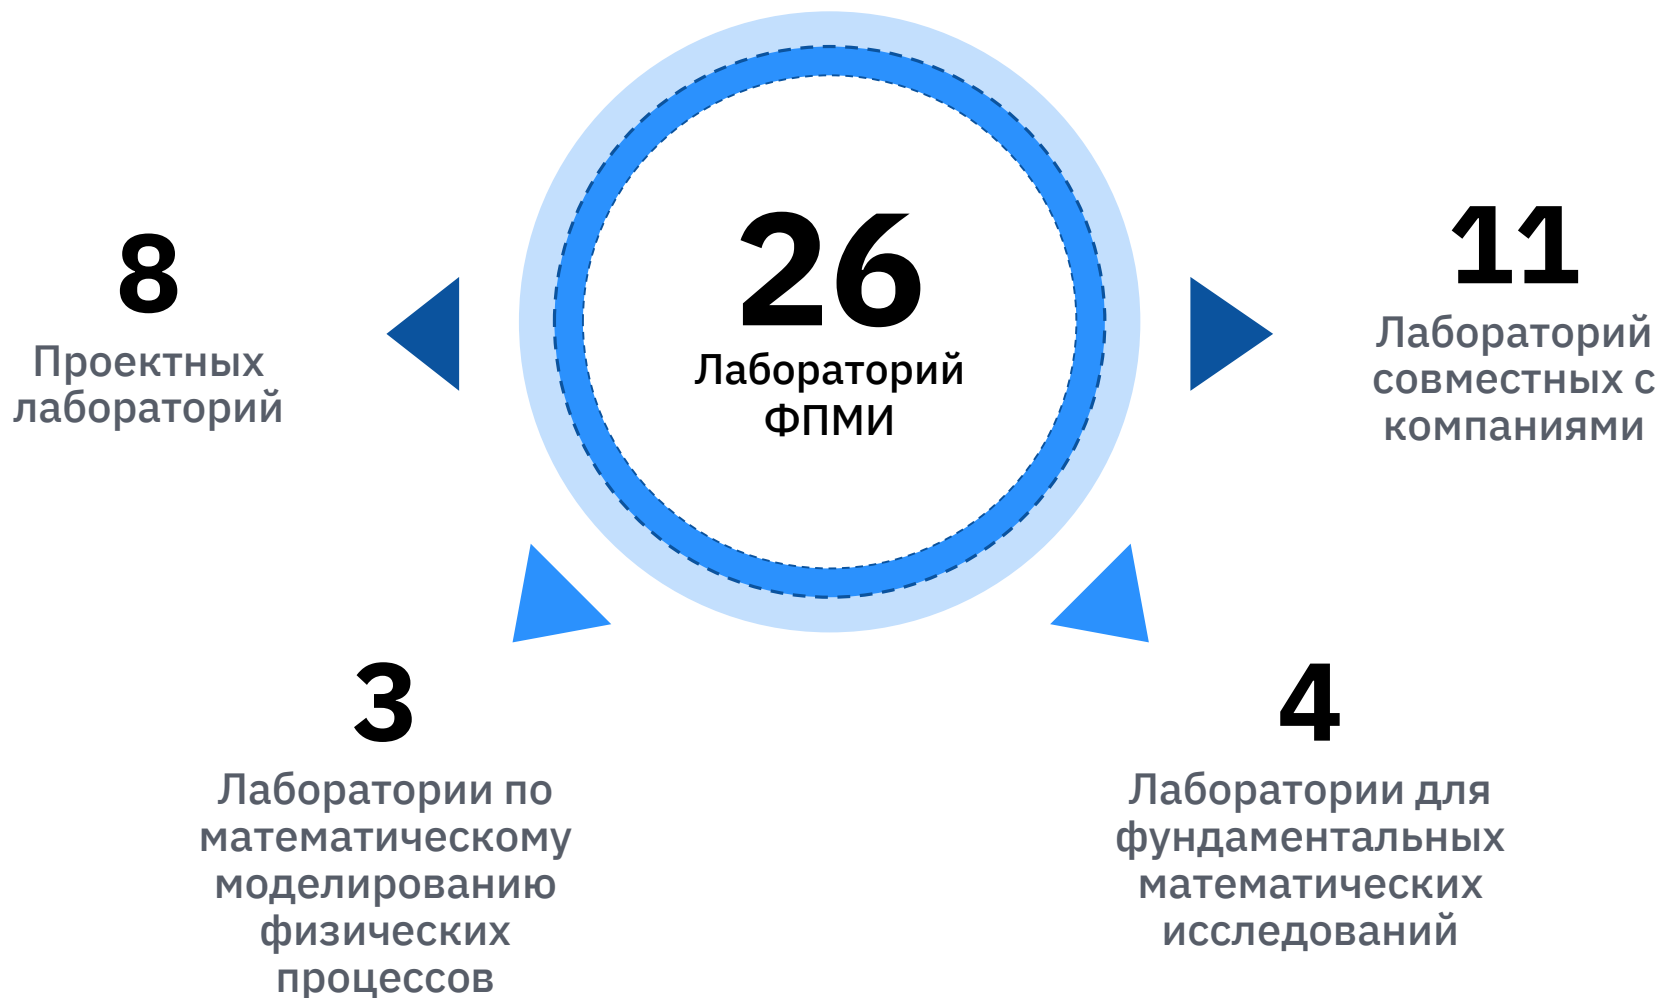 26
Лабораторий
ФПМИ
8
Проектных
лабораторий
11
Лабораторий
совместных с
компаниями
3
Лаборатории по
математическому
моделированию
физических
процессов
4
Лаборатории для
фундаментальных
математических
исследований